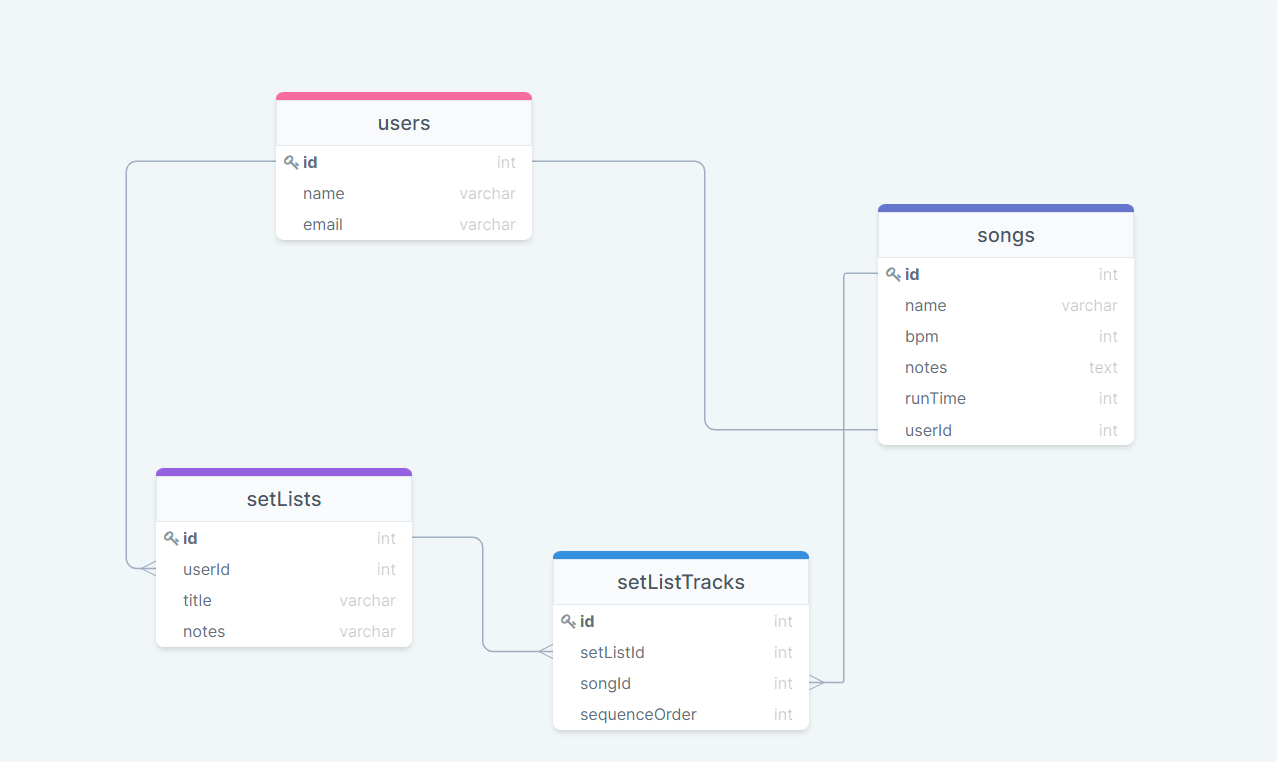 users
id int
name varchar
email varchar
songs
id int
name varchar
bpm int
notes text
runTime int
userId int
setLists
id int
userId int
title varchar
notes varchar
setListTracks
id int
setListId int
songId int
sequenceOrder int